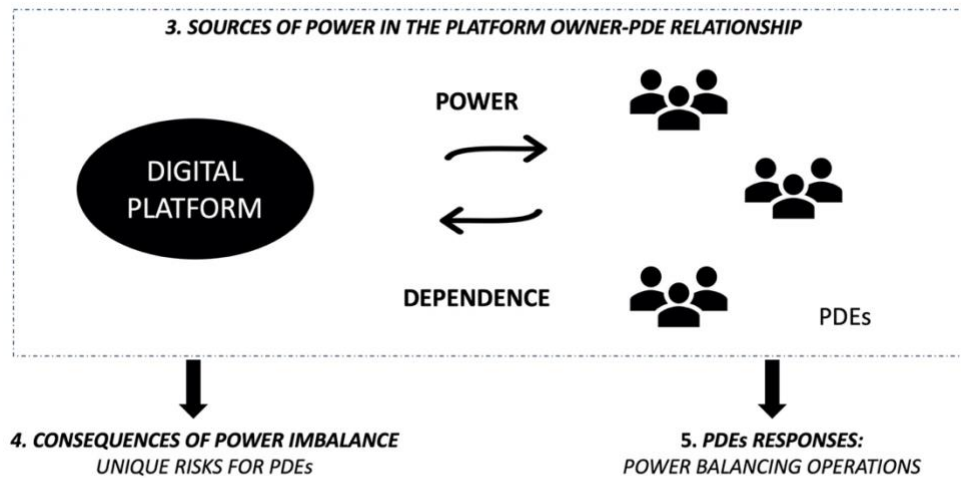 3. SOURCES OF POWER IN THE PLATFORM OWNER-PDE RELATIONSHIP
POWER
DIGITAL
PLATFORM
DEPENDENCE
PDEs
4. CONSEQUENCES OF POWER IMBALANCE
UNIQUE RISKS FOR PDEs
5. PDEs RESPONSES:
POWER BALANCING OPERATIONS